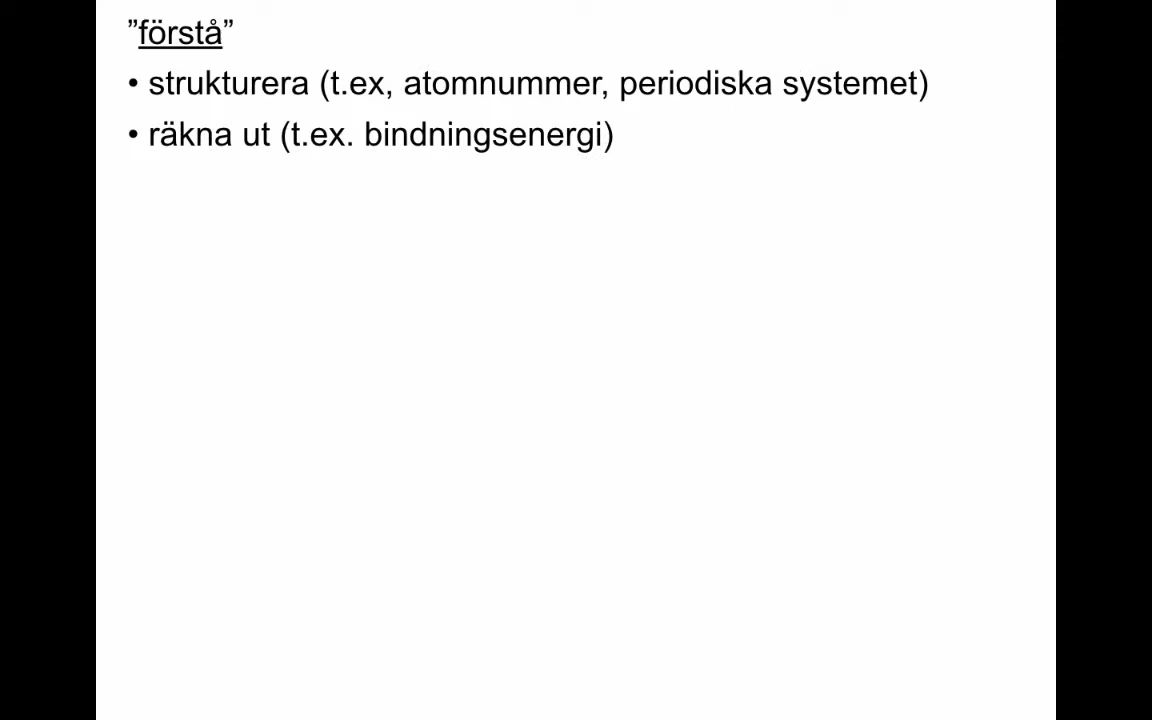 ”förstå”
• strukturera (t.ex, atomnummer, periodiska systemet)
• räkna ut (t.ex. bindningsenergi)